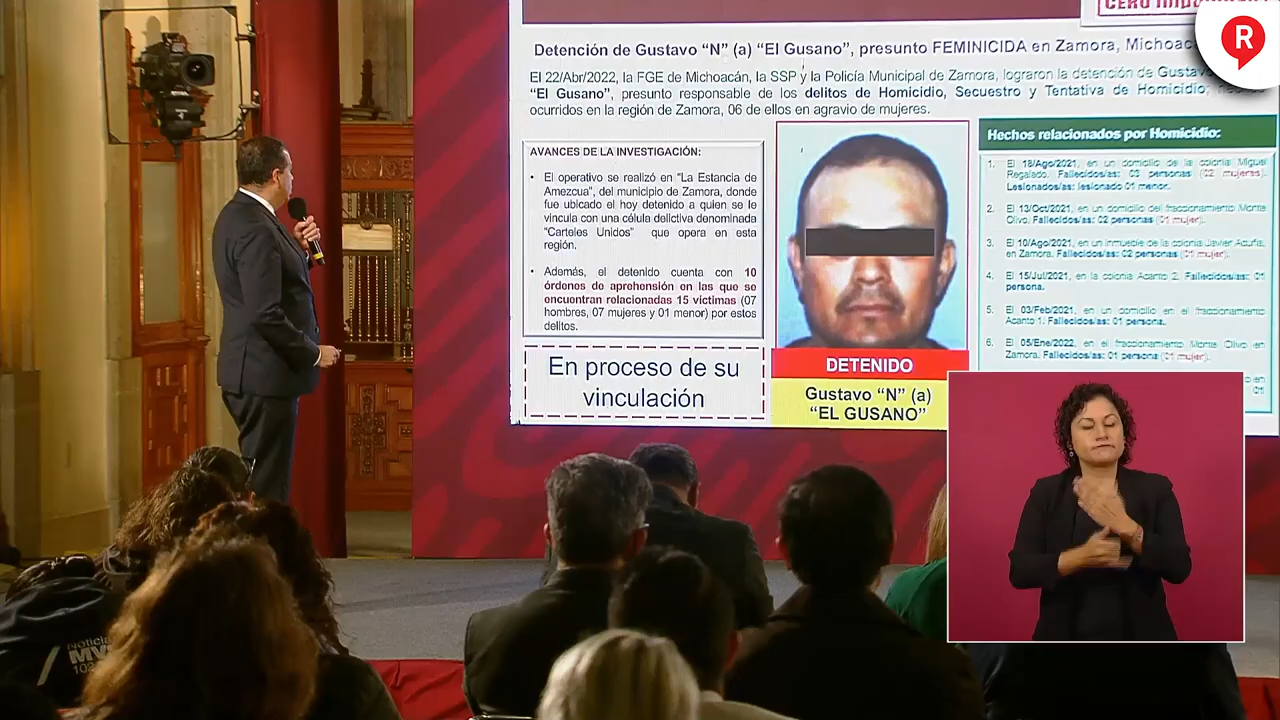 CERO
R
Detención de Gustavo “N” (a) “El Gusano”, presunto FEMINICIDA en Zamora,
El 22/Abr/2022, la FGE de Michoacán, la SSP y la Policía Municipal de Zamora, lograron la detención de
“El Gusano”, presunto responsable de los delitos de Homicidio, Secuestro y Tentativa de Homicidio;
ocurridos en la región de Zamora, 06 de ellos en agravio de mujeres.
AVANCES DE LA INVESTIGACIÓN:
• El operativo se realizó en “La Estancia de
Amezcua”, del municipio de Zamora, donde
fue ubicado el hoy detenido a quien se le
vincula con una célula delictiva denominada
“Carteles Unidos” que opera en esta
región.
• Además, el detenido cuenta con 10
órdenes de aprehensión en las que se
encuentran relacionadas 15 víctimas (07
hombres, 07 mujeres y 01 menor) por estos
delitos.
En proceso de su
vinculación
DETENIDO
Gustavo “N” (a)
“EL GUSANO”
Hechos relacionados por Homicidio:
1. El 18/Ago/2021, en un domicilio de la colonia Miguel
Regalado. Fallecidos/as: 03 personas (02 mujeres).
Lesionados/as: lesionado 01 menor.
2. El 13/Oct/2021, en un domicilio del fraccionamiento Monte
Olivo. Fallecidos/as: 02 personas (01 mujer).
3. El 10/Ago/2021, en un inmueble de la colonia Javier Acuña,
en Zamora. Fallecidos/as: 02 personas (01 mujer).
4. El 15/Jul/2021, en la colonia Acanto 2. Fallecidos/as: 01
persona.
5. El 03/Feb/2021, en un domicilio en el fraccionamiento
Acanto 1. Fallecidos/as: 01 persona.
6. El 05/Ene/2022, en el fraccionamiento Monte Olivo en
Zamora. Fallecidos/as: 01 persona (01 mujer).
en
01
Noticias
MVS
102